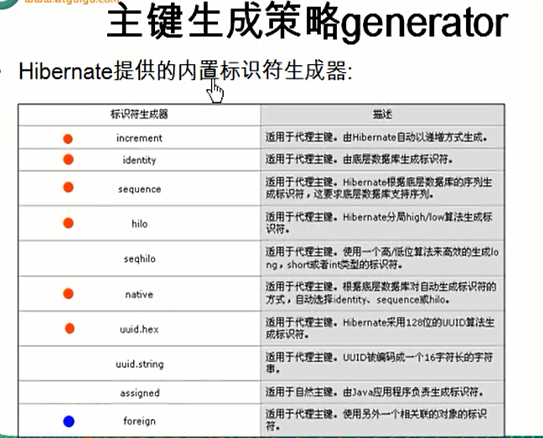 www.atguigu.com
主键生成策略generator
Hibernate提供的内置标识符生成器:
标识符生成器 描述
increment 适用于代理主键。由Hibernate自动以递增方式生成。
identity 适用于代理主键。由底层数据库生成标识符。
sequence 适用于代理主键。Hibernate根据底层数据库的序列生
成标识符，这要求底层数据库支持序列。
hilo 适用于代理主键。Hibernate分局high/low算法生成标
识符。
seqhilo 适用于代理主键。使用一个高/低位算法来高效的生成lo
ng，short或者int类型的标识符。
native 适用于代理主键。根据底层数据库对自动生成标识符的
方式，自动选择identity、sequence或hilo。
uuid.hex 适用于代理主键。Hibernate采用128位的UUID算法生
成标识符。
uuid.string 适用于代理主键。UUID被编码成一个16字符长的字符
串。
assigned 适用于自然主键。由Java应用程序负责生成标识符。
foreign 适用于代理主键。使用另外一个相关联的对象的标识
符。